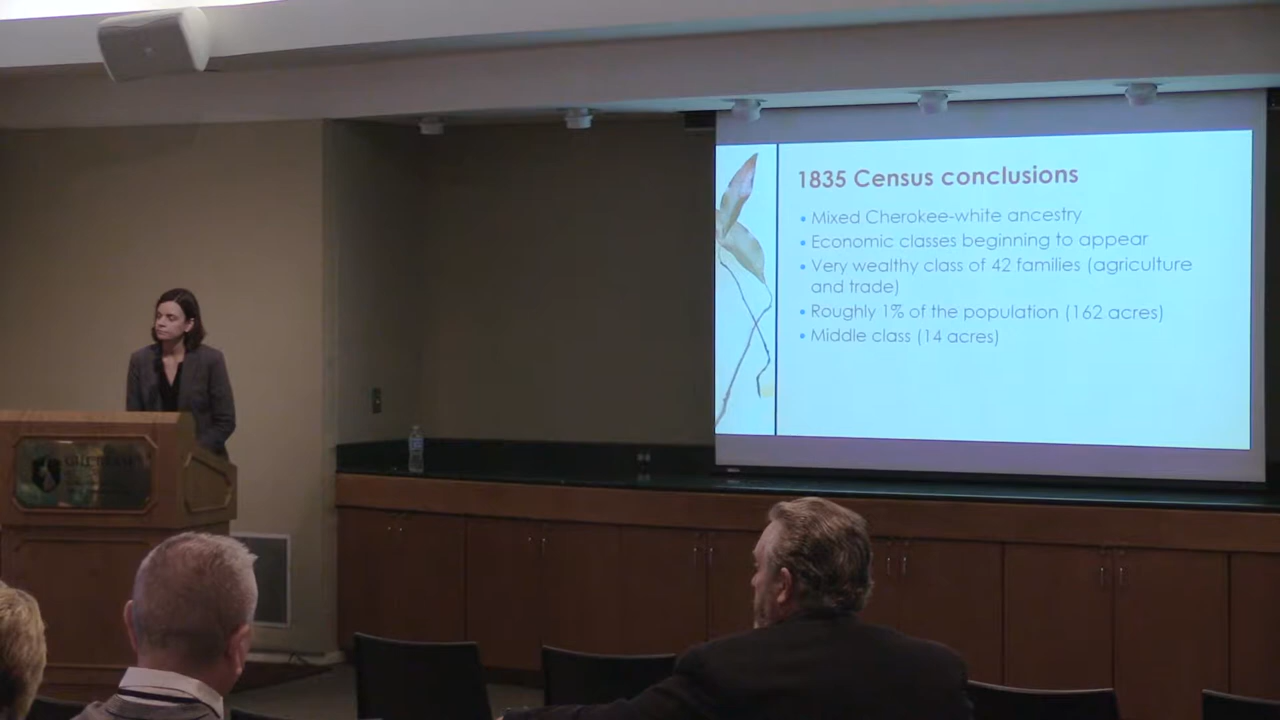 1835 Census conclusions
• Mixed Cherokee-white ancestry
• Economic classes beginning to appear
• Very wealthy class of 42 families (agriculture
and trade)
• Roughly 1% of the population (162 acres)
• Middle class (14 acres)